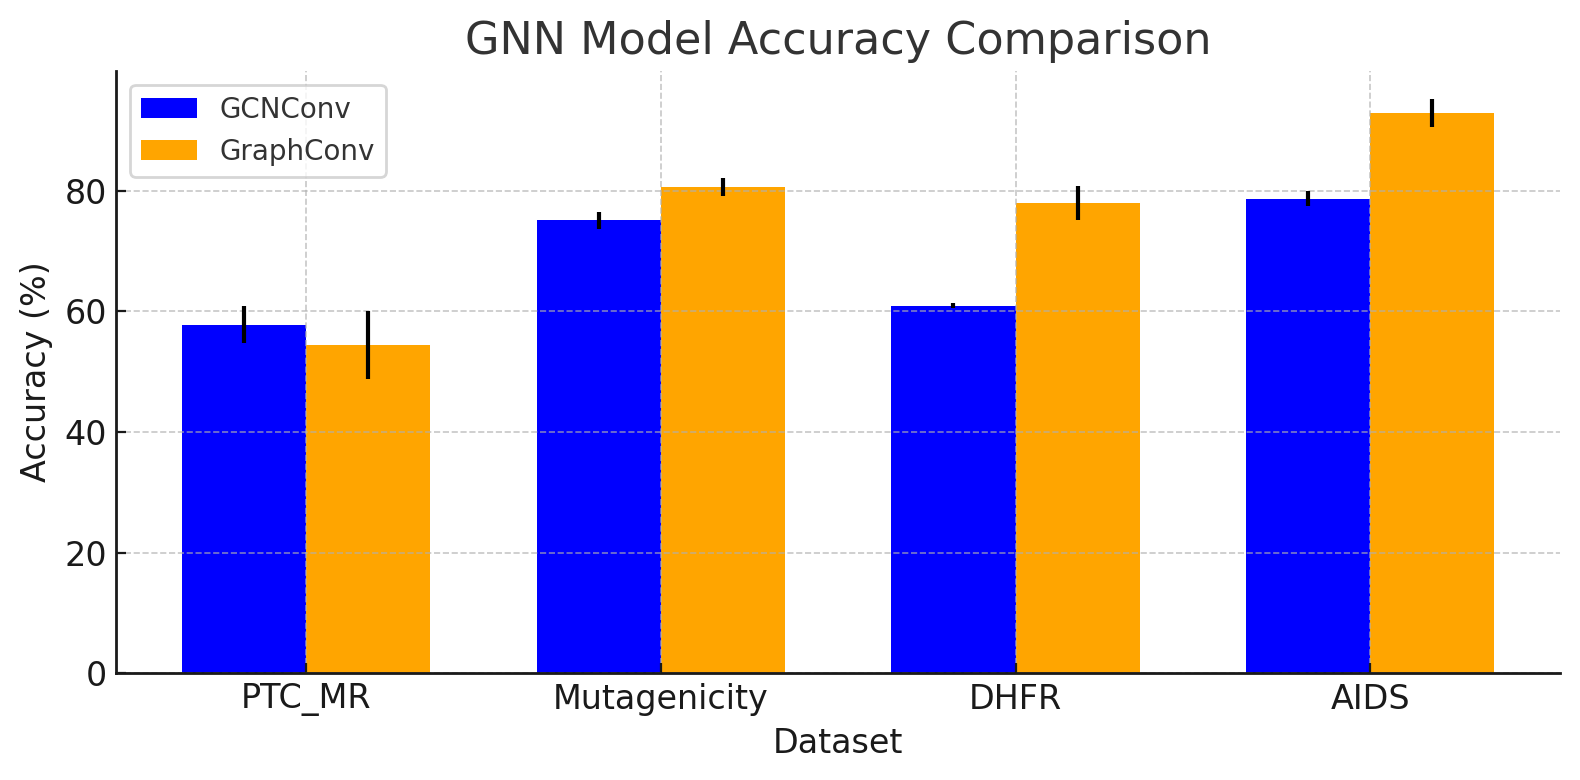 GNN Model Accuracy Comparison
GCNConv
GraphConv
Accuracy (%)
80
60
40
20
0
PTC_MR
Mutagenicity
DHFR
AIDS
Dataset